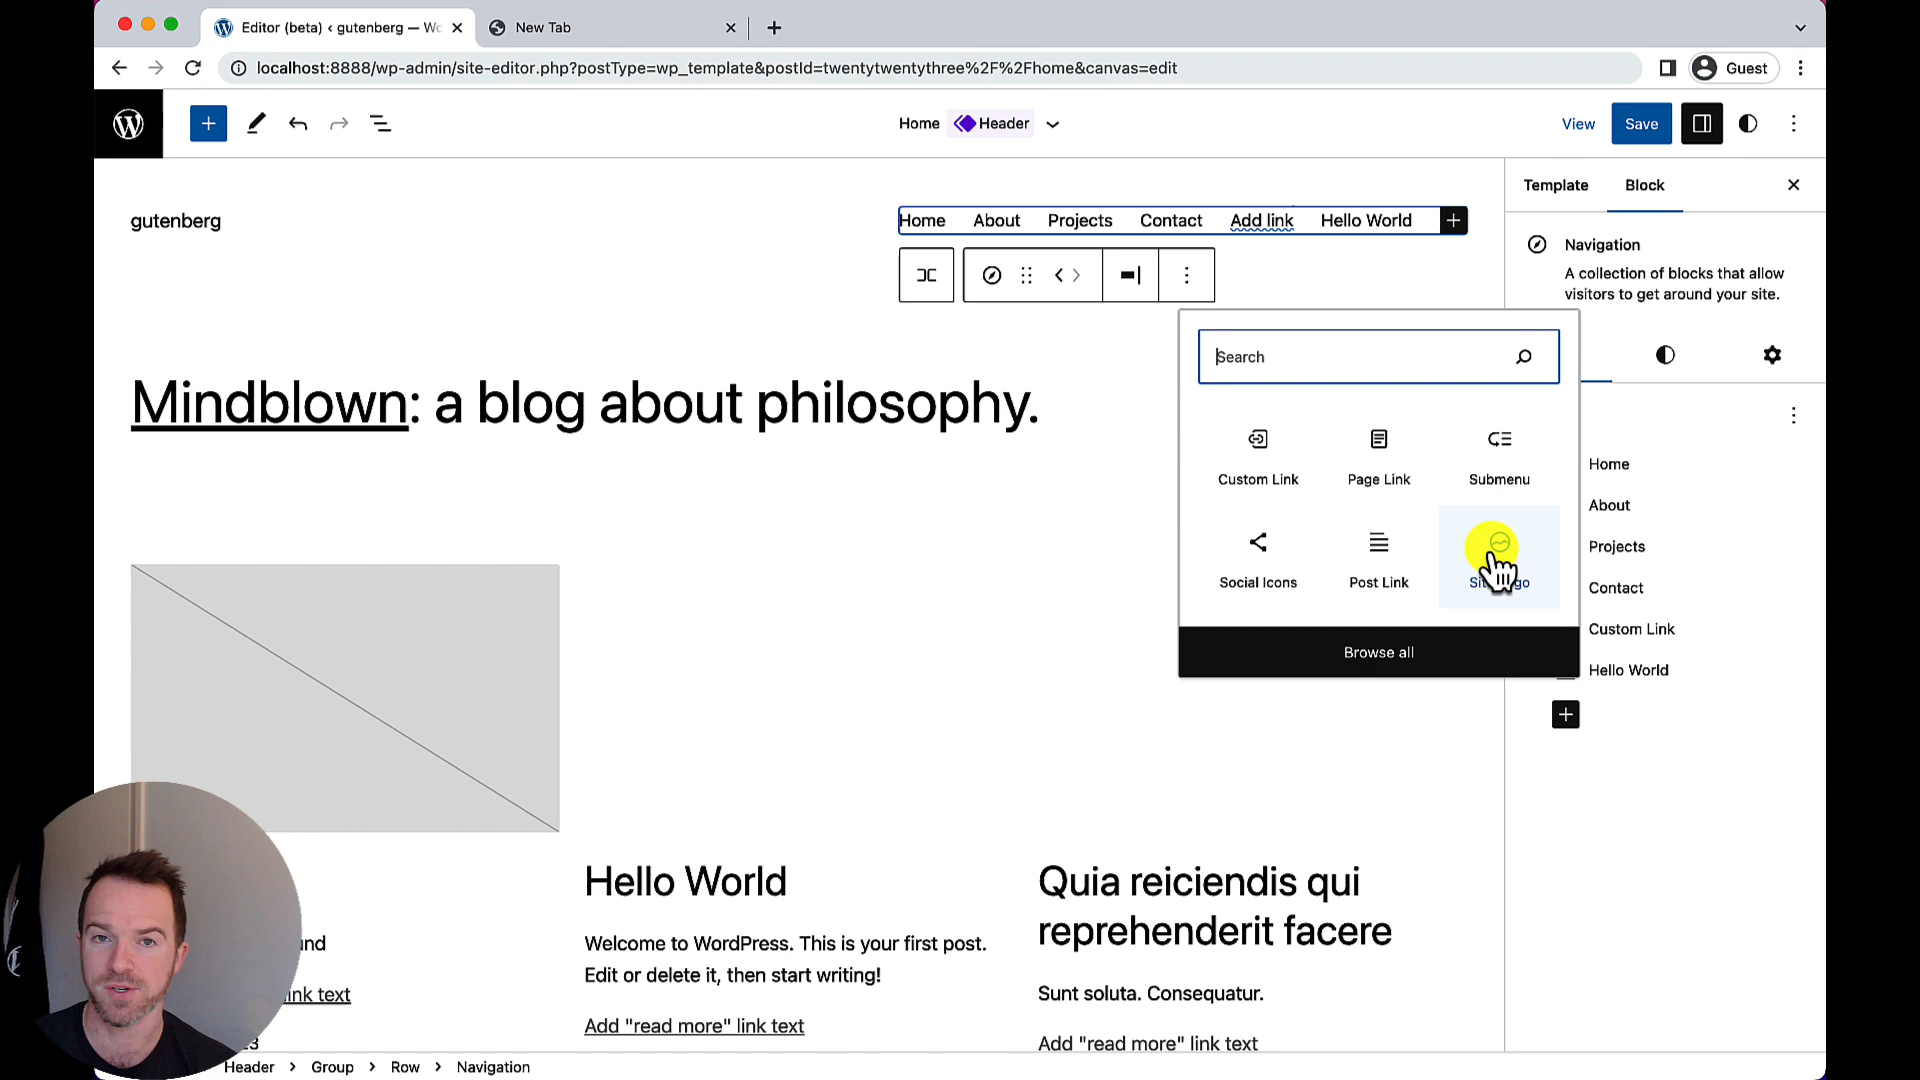 Editor (beta) ‹ gutenberg — Wo
New Tab
localhost:8888/wp-admin/site-editor.php?postType=wp_template&postId=twentytwentythree%2F%2Fhome&canvas=edit
Guest
Home
Header
View
Save
Template
Block
gutenberg
Home
About
Projects
Contact
Add link
Hello World
Navigation
A collection of blocks that allow
visitors to get around your site.
Search
Mindblown: a blog about philosophy.
Custom Link
Page Link
Submenu
Social Icons
Post Link
Browse all
Home
About
Projects
Contact
Custom Link
Hello World
Hello World
Welcome to WordPress. This is your first post.
Edit or delete it, then start writing!
Add "read more" link text
Quia reiciendis qui
reprehenderit facere
Sunt soluta. Consequatur.
Add "read more" link text
link text
Header
Group
Row
Navigation